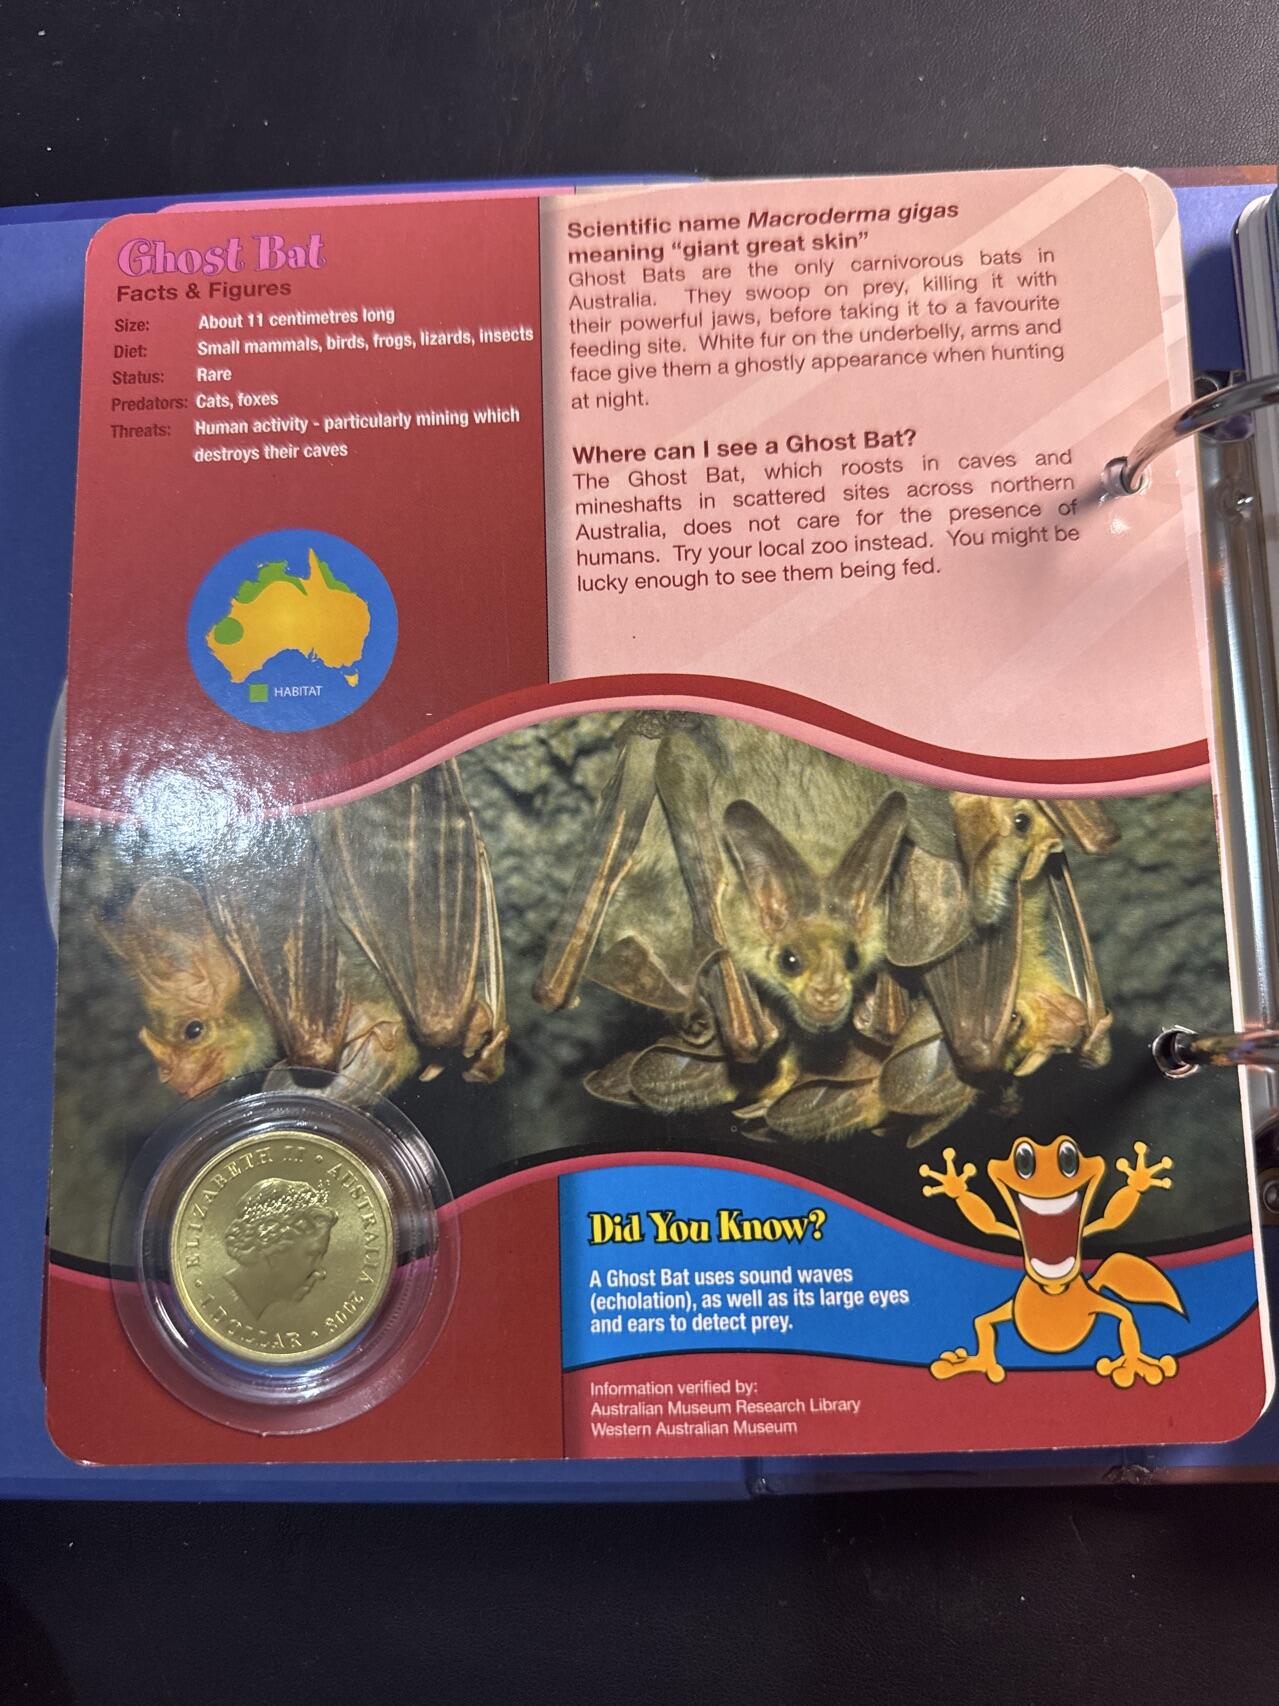 Ghost Bat
Facts & Figures
Size: About 11 centimetres long
Diet: Small mammals, birds, frogs, lizards, insects
Status: Rare
Predators: Cats, foxes
Threats: Human activity - particularly mining which
destroys their caves
HABITAT
Scientific name Macroderma gigas
meaning “giant great skin”
Ghost Bats are the only carnivorous bats in
Australia. They swoop on prey, killing it with
their powerful jaws, before taking it to a favourite
feeding site. White fur on the underbelly, arms and
face give them a ghostly appearance when hunting
at night.
Where can I see a Ghost Bat?
The Ghost Bat, which roosts in caves and
mineshafts in scattered sites across northern
Australia, does not care for the presence of
humans. Try your local zoo instead. You might be
lucky enough to see them being fed.
ELIZABETH II • AUSTRALIA 2008 • 1 DOLLAR •
Did You Know?
A Ghost Bat uses sound waves
(echolation), as well as its large eyes
and ears to detect prey.
Information verified by:
Australian Museum Research Library
Western Australian Museum